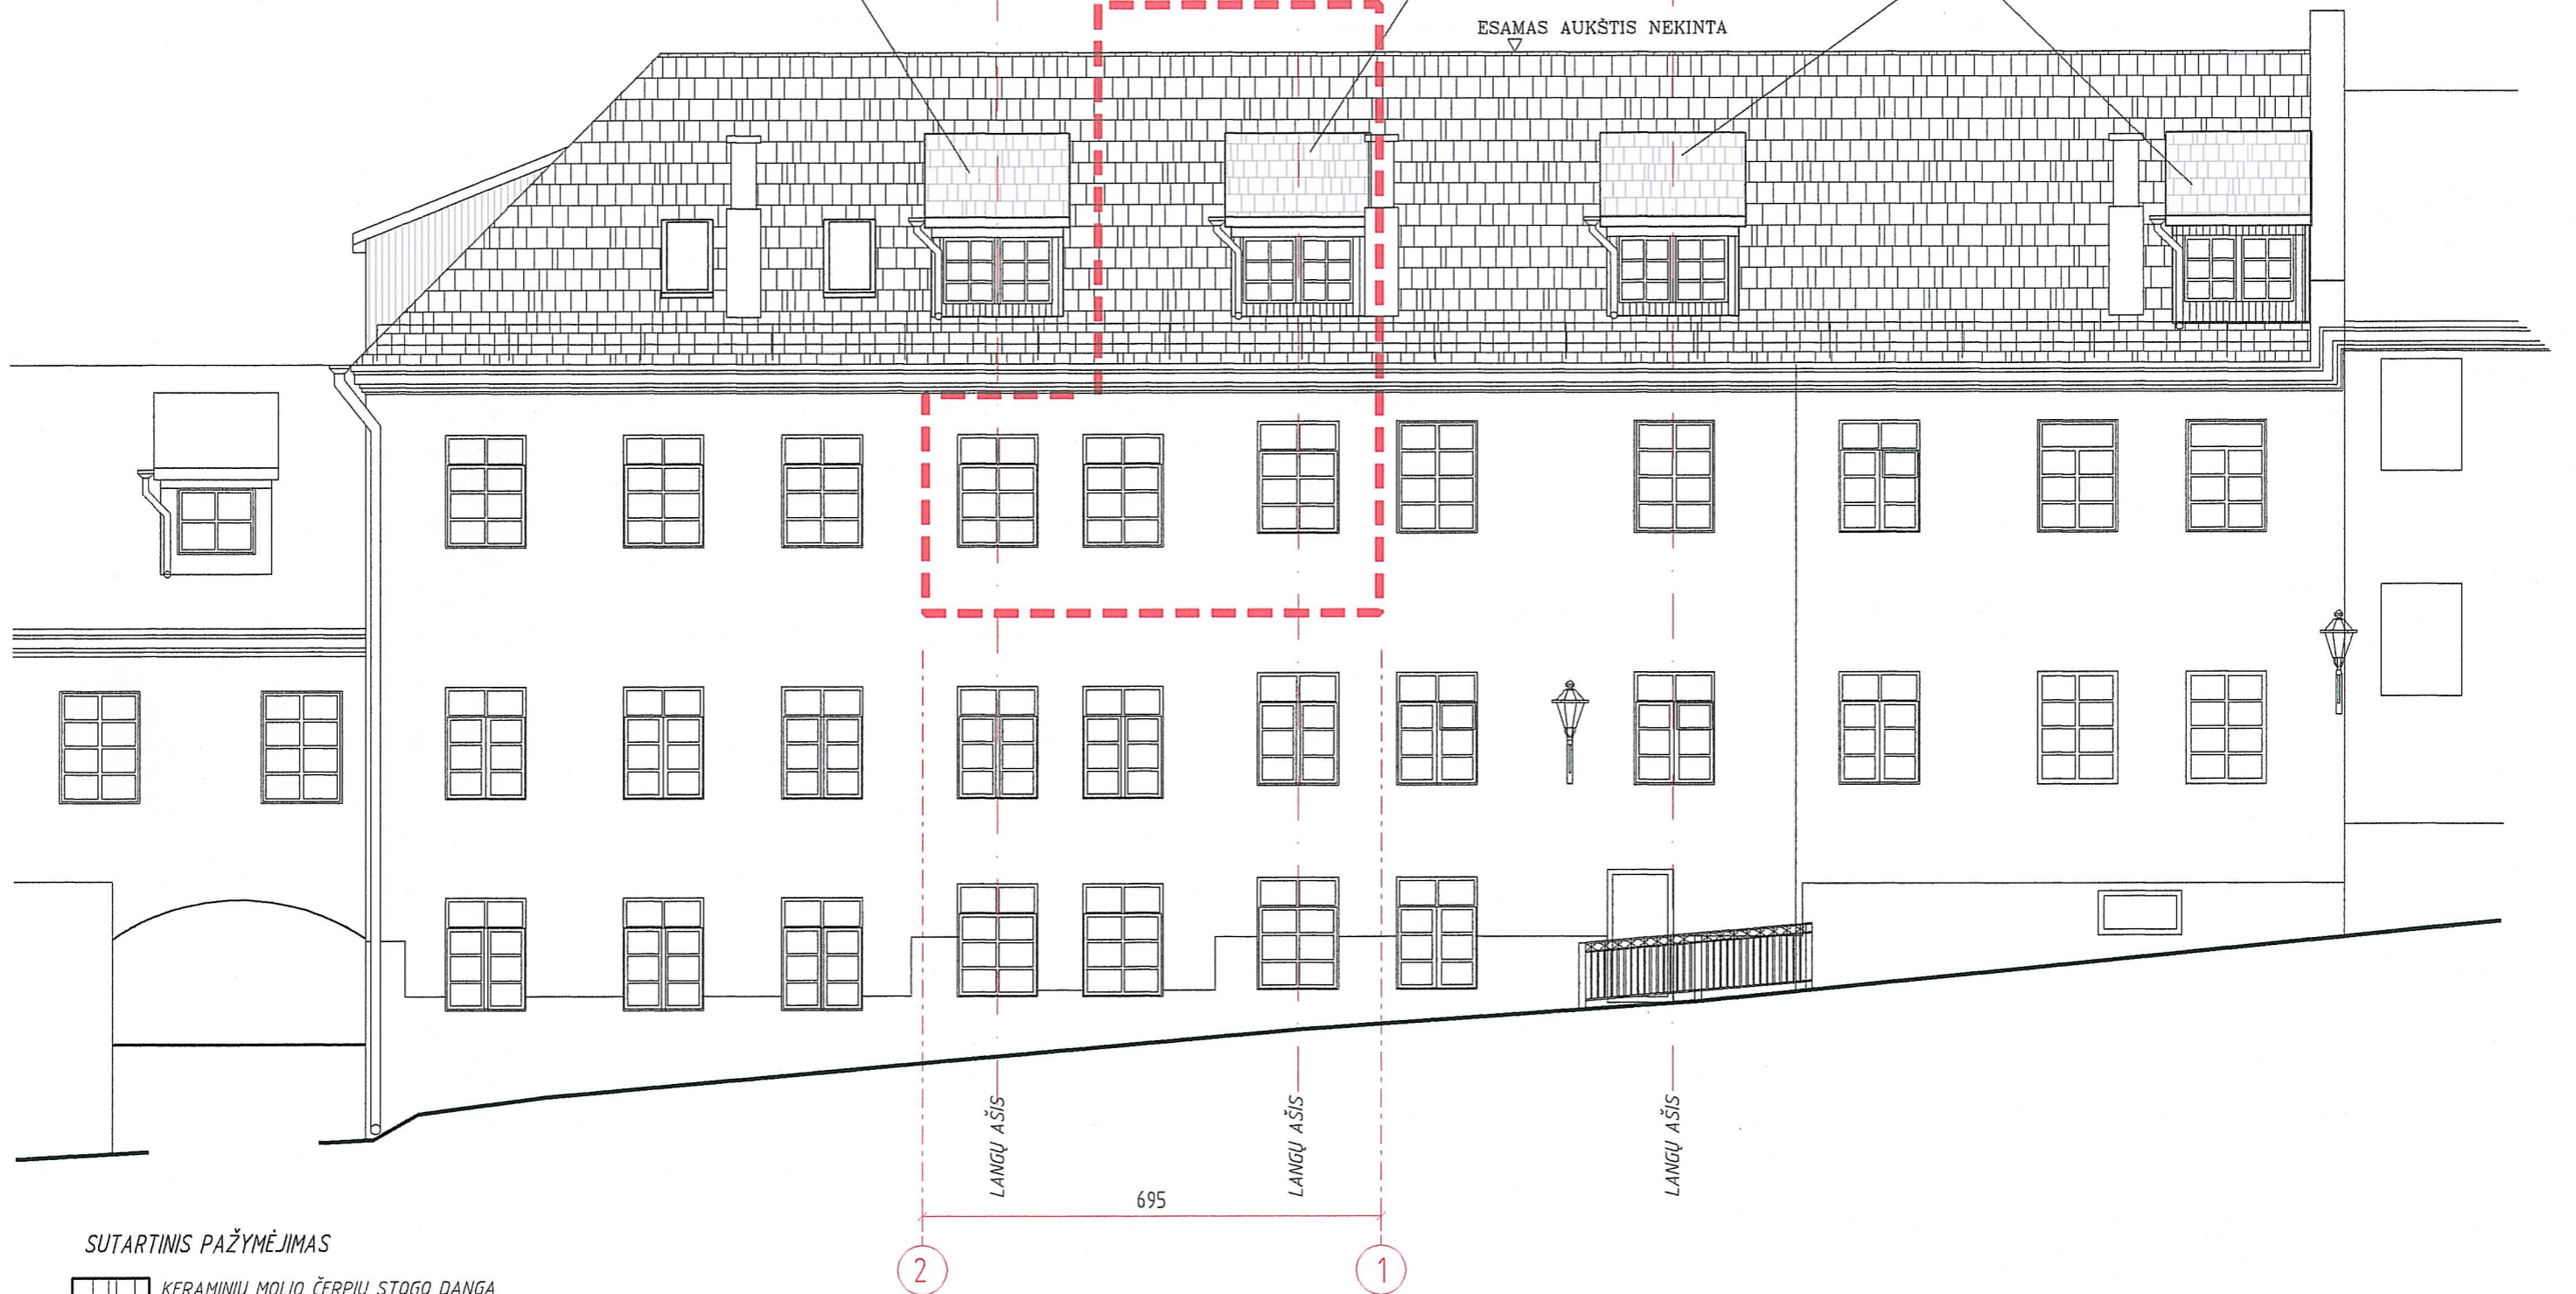 ESAMAS AUKŠTIS NEKINTA
LANGŲ AŠIS
LANGŲ AŠIS
LANGŲ AŠIS
695
2
1
SUTARTINIS PAŽYMĖJIMAS
KERAMINIŲ MOLIO ČERPIŲ STOGO DANGA